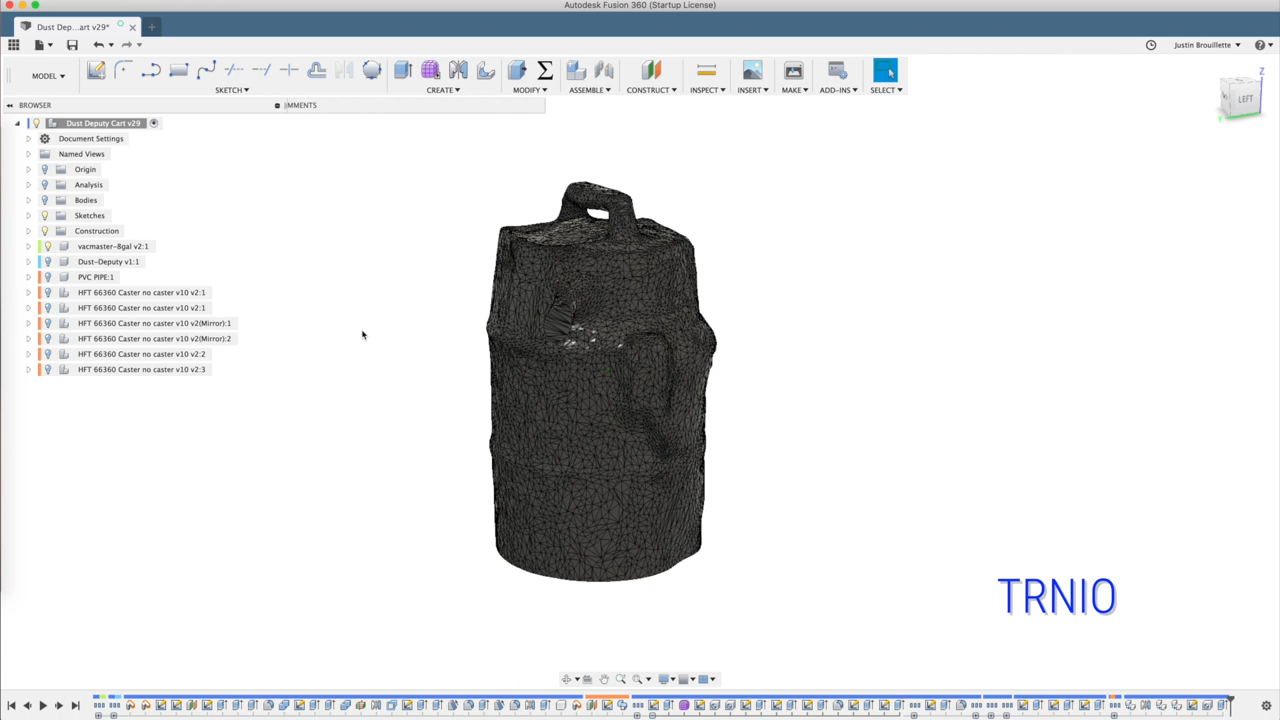 Autodesk Fusion 360 (Startup License)
Dust Dep...art v29*
Justin Brouillette
MODEL
SKETCH
CREATE
MODIFY
ASSEMBLE
CONSTRUCT
INSPECT
INSERT
MAKE
ADD-INS
SELECT
BROWSER
MMENTS
Z
LEFT
Dust Deputy Cart v29
Document Settings
Named Views
Origin
Analysis
Bodies
Sketches
Construction
vacmaster-8gal v2:1
Dust-Deputy v1:1
PVC PIPE:1
HFT 66360 Caster no caster v10 v2:1
HFT 66360 Caster no caster v10 v2:1
HFT 66360 Caster no caster v10 v2(Mirror):1
HFT 66360 Caster no caster v10 v2(Mirror):2
HFT 66360 Caster no caster v10 v2:2
HFT 66360 Caster no caster v10 v2:3
TRNIO